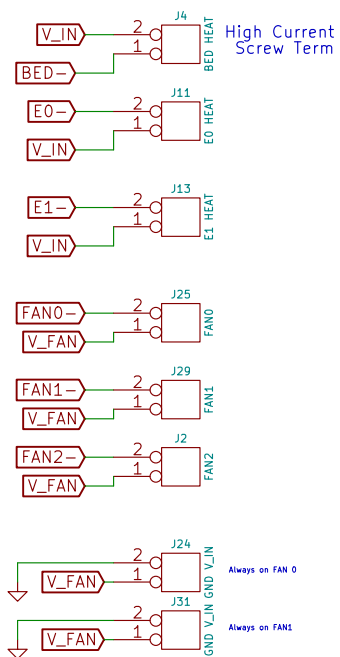 J4
V_IN 2
1
BED-
BED HEAT
High Current
Screw Term
J11
E0- 2
1
V_IN
E0 HEAT
J13
E1- 2
1
V_IN
E1 HEAT
J25
FAN0- 2
V_FAN 1
FAN0
J29
FAN1- 2
V_FAN 1
FAN1
J2
FAN2- 2
V_FAN 1
FAN2
J24
2
V_FAN 1
GND V_IN
Always on FAN 0
J31
2
V_FAN 1
GND V_IN
Always on FAN1